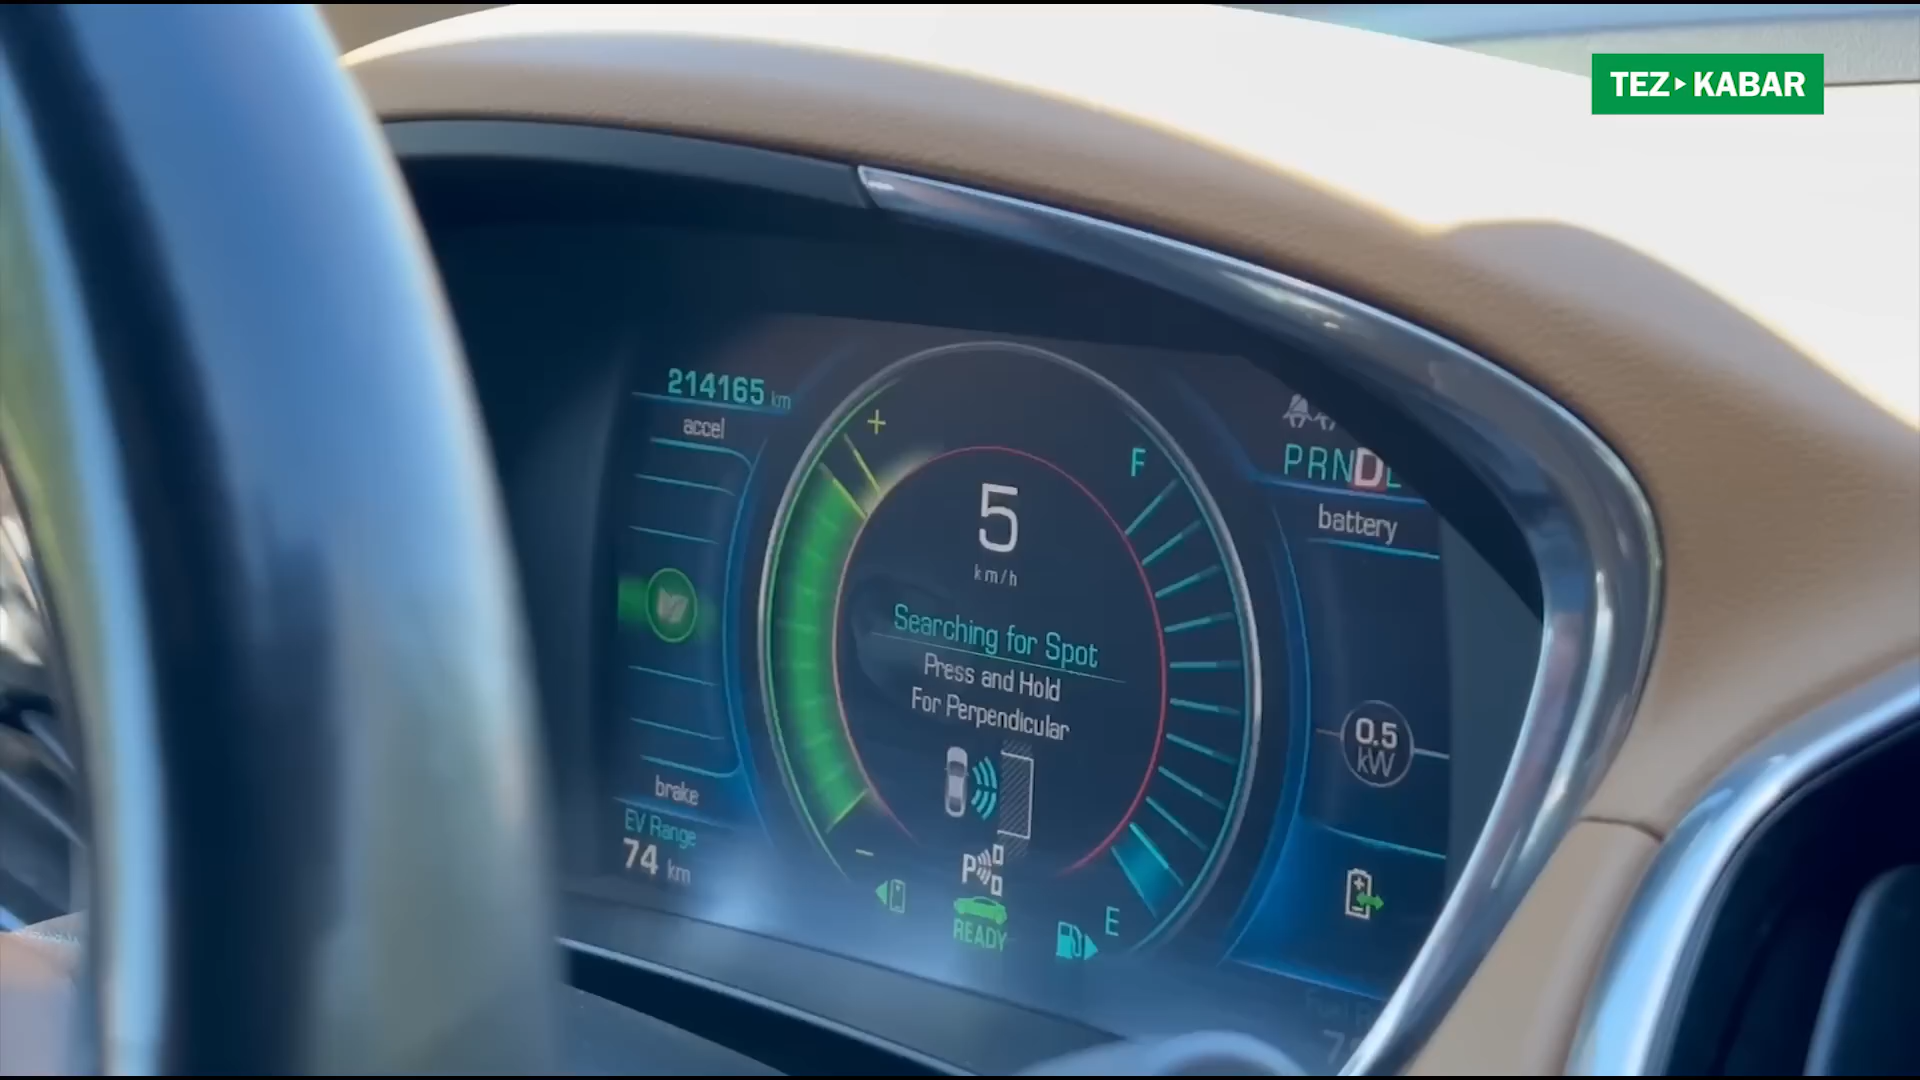 TEZ KABAR
214165 km
accel
+
F
PRNDL
battery
5
km/h
Searching for Spot
Press and Hold
For Perpendicular
0.5
kW
brake
EV Range
74 km
P
READY
E